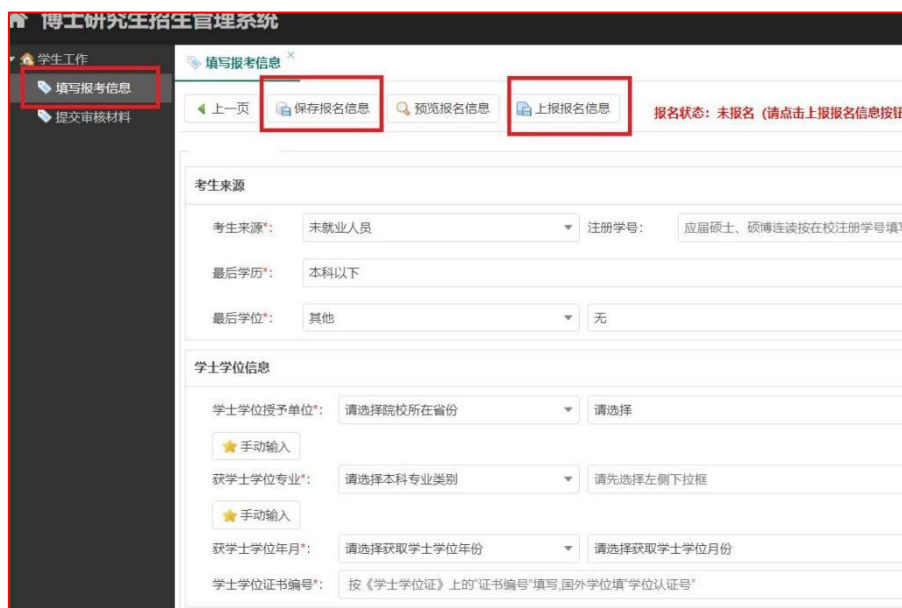 博士研究生招生管理系统
学生工作
填写报考信息
提交审核材料
填写报考信息 ×
上一页 保存报名信息 预览报名信息 上报报名信息 报名状态：未报名（请点击上报报名信息按钮
考生来源
考生来源*： 未就业人员 注册学号： 应届硕士、硕博连读按在校注册学号填写
最后学历*： 本科以下
最后学位*： 其他 无
学士学位信息
学士学位授予单位*： 请选择院校所在省份 请选择
手动输入
获学士学位专业*： 请选择本科专业类别 请先选择左侧下拉框
手动输入
获学士学位年月*： 请选择获取学士学位年份 请选择获取学士学位月份
学士学位证书编号*： 按《学士学位证》上的“证书编号”填写,国外学位填“学位认证号”